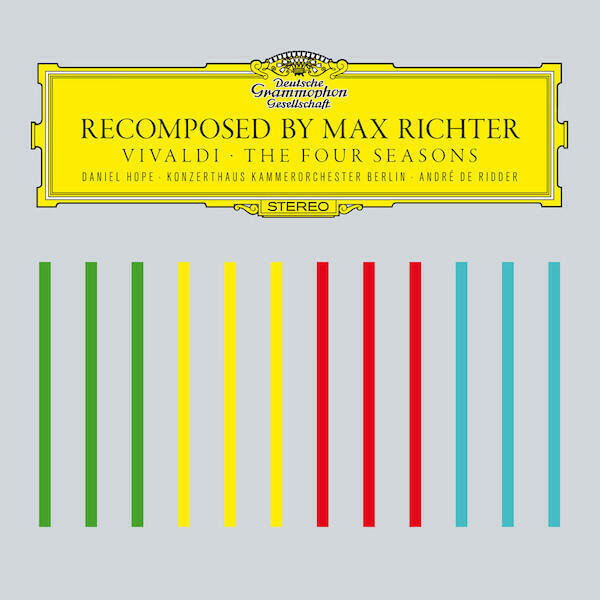 Deutsche
Grammophon
Gesellschaft
RECOMPOSED BY MAX RICHTER
VIVALDI · THE FOUR SEASONS
DANIEL HOPE · KONZERTHAUS KAMMERORCHESTER BERLIN · ANDRÉ DE RIDDER
STEREO